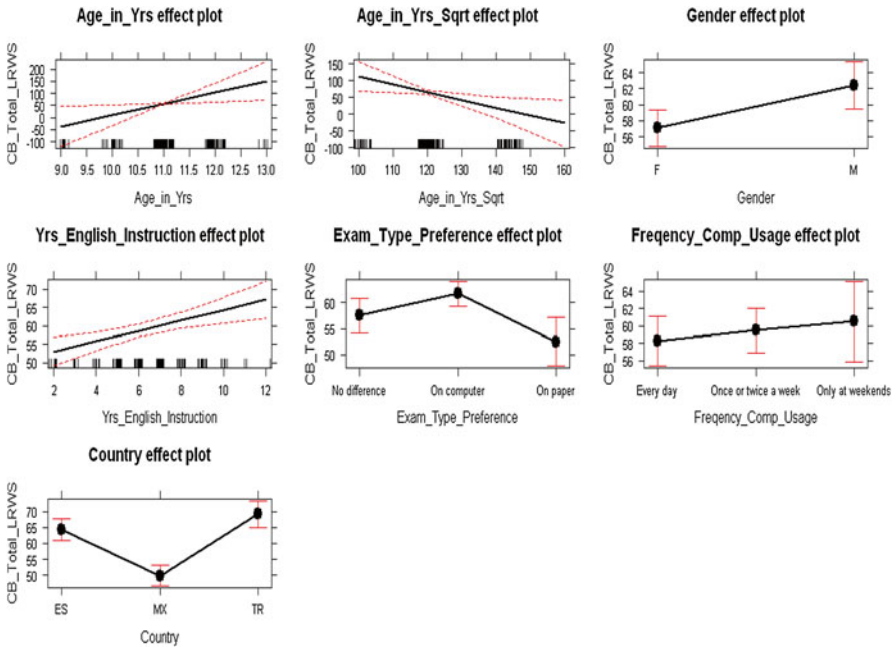 Age_in_Yrs effect plot
CB_Total_LRWS
200
150
100
50
0
-50
-100
9.0 9.5 10.0 10.5 11.0 11.5 12.0 12.5 13.0
Age_in_Yrs
Age_in_Yrs_Sqrt effect plot
CB_Total_LRWS
150
100
50
0
-50
-100
100 110 120 130 140 150 160
Age_in_Yrs_Sqrt
Gender effect plot
CB_Total_LRWS
64
62
60
58
56
F M
Gender
Yrs_English_Instruction effect plot
CB_Total_LRWS
70
65
60
55
50
2 4 6 8 10 12
Yrs_English_Instruction
Exam_Type_Preference effect plot
CB_Total_LRWS
60
55
50
No difference On computer On paper
Exam_Type_Preference
Freqency_Comp_Usage effect plot
CB_Total_LRWS
64
62
60
58
56
Every day Once or twice a week Only at weekends
Freqency_Comp_Usage
Country effect plot
CB_Total_LRWS
70
65
60
55
50
ES MX TR
Country